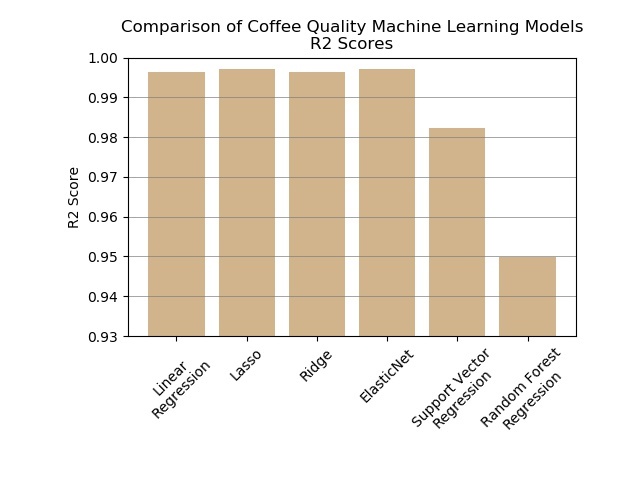 Comparison of Coffee Quality Machine Learning Models
R2 Scores
1.00
0.99
0.98
0.97
0.96
0.95
0.94
0.93
R2 Score
Linear
Regression
Lasso
Ridge
ElasticNet
Support Vector
Regression
Random Forest
Regression